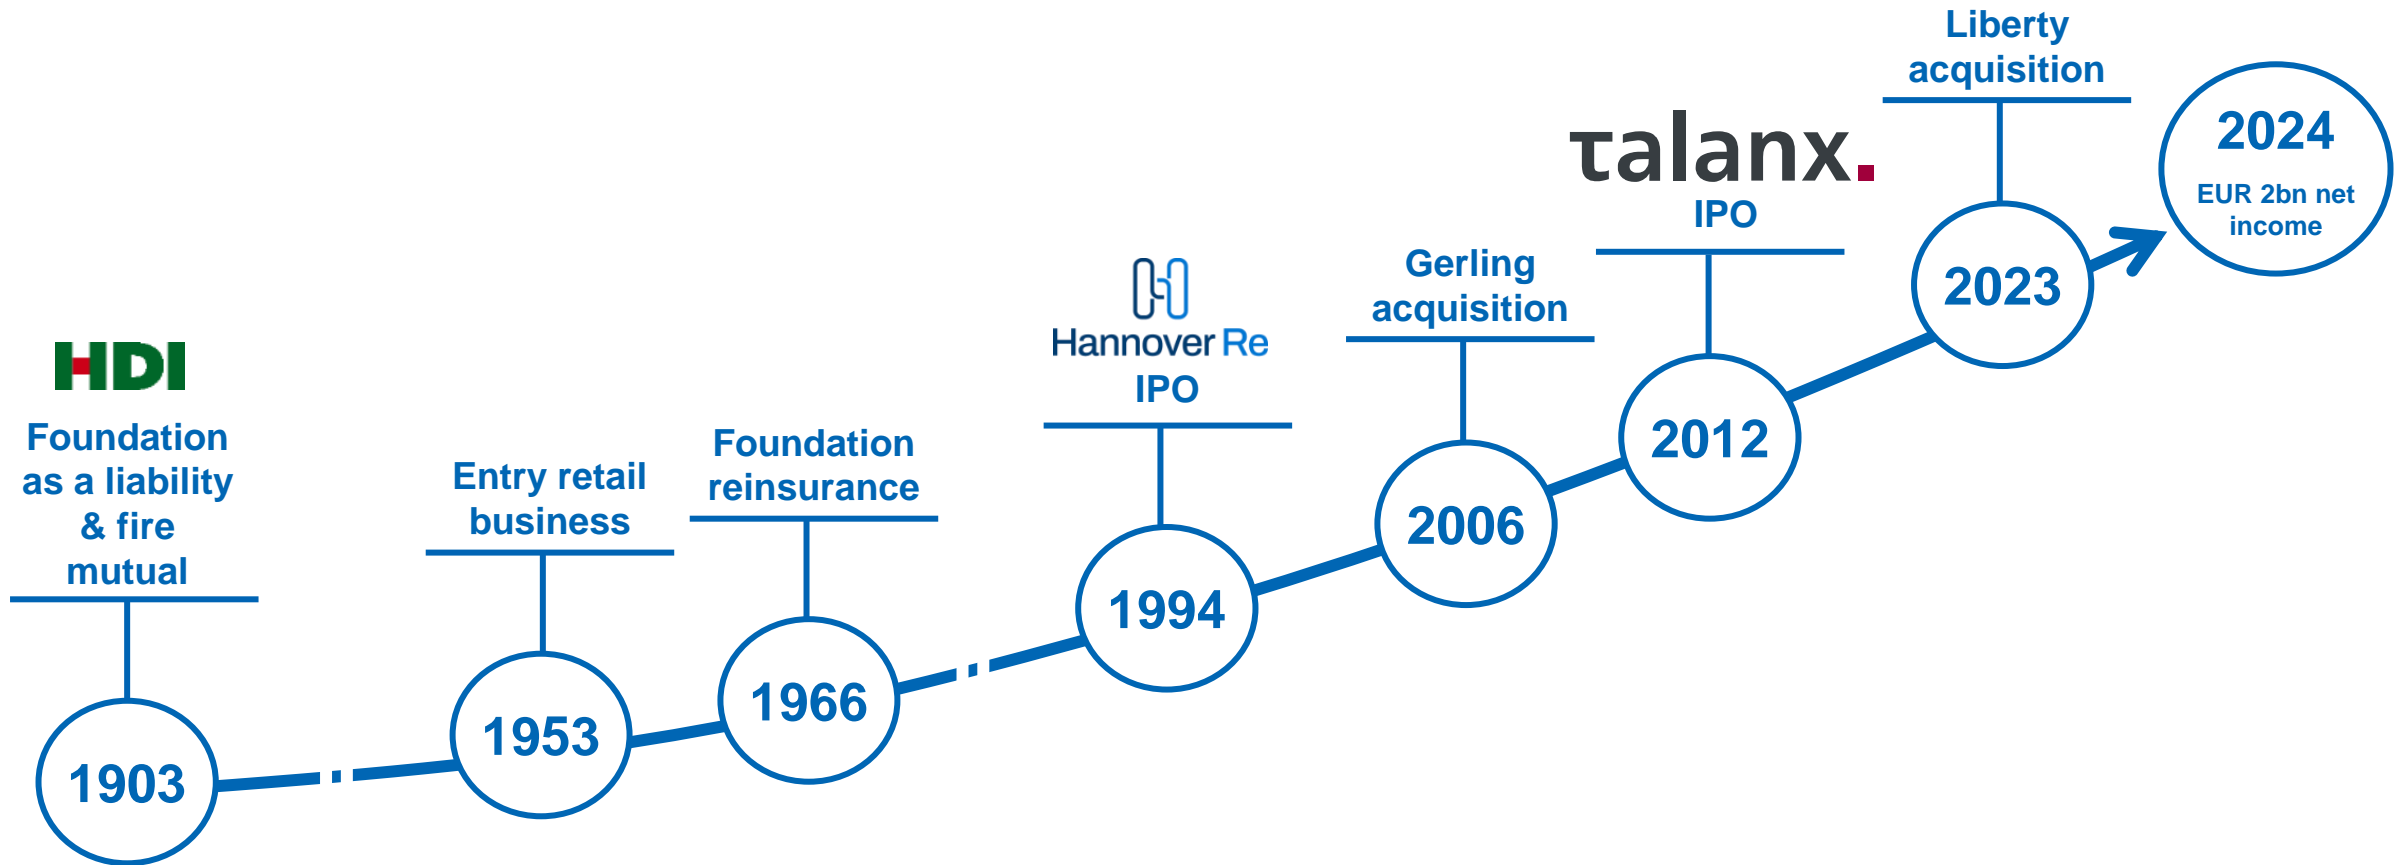 HDI
Foundation
as a liability
& fire
mutual
1903
Entry retail
business
1953
Foundation
reinsurance
1966
Hannover Re
IPO
1994
Gerling
acquisition
2006
talanx.
IPO
2012
Liberty
acquisition
2023
2024
EUR 2bn net
income